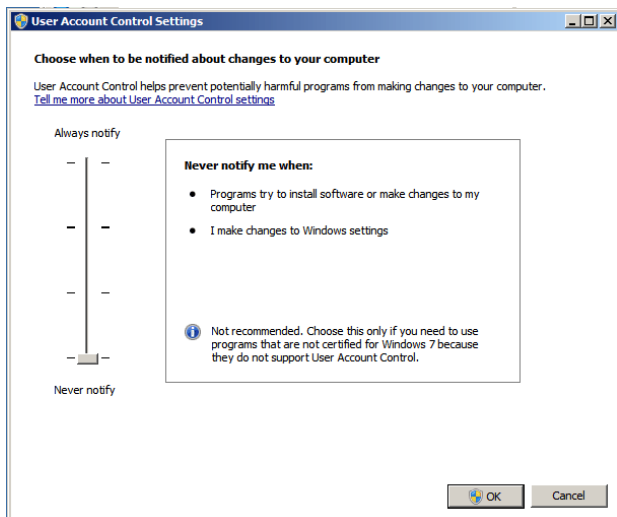 User Account Control Settings
Choose when to be notified about changes to your computer
User Account Control helps prevent potentially harmful programs from making changes to your computer.
Tell me more about User Account Control settings
Always notify
Never notify me when:
Programs try to install software or make changes to my
computer
I make changes to Windows settings
Not recommended. Choose this only if you need to use
programs that are not certified for Windows 7 because
they do not support User Account Control.
Never notify
OK
Cancel